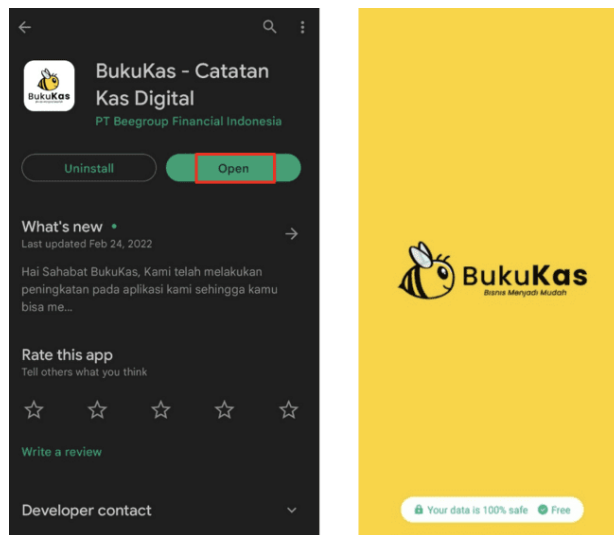 BukuKas - Catatan
Kas Digital
BukuKas
PT Beegroup Financial Indonesia
Uninstall
Open
What's new
Last updated Feb 24, 2022
Hai Sahabat BukuKas, Kami telah melakukan
peningkatan pada aplikasi kami sehingga kamu
bisa me...
Rate this app
Tell others what you think
Write a review
Developer contact
BukuKas
Bisnis Menjadi Mudah
Your data is 100% safe Free